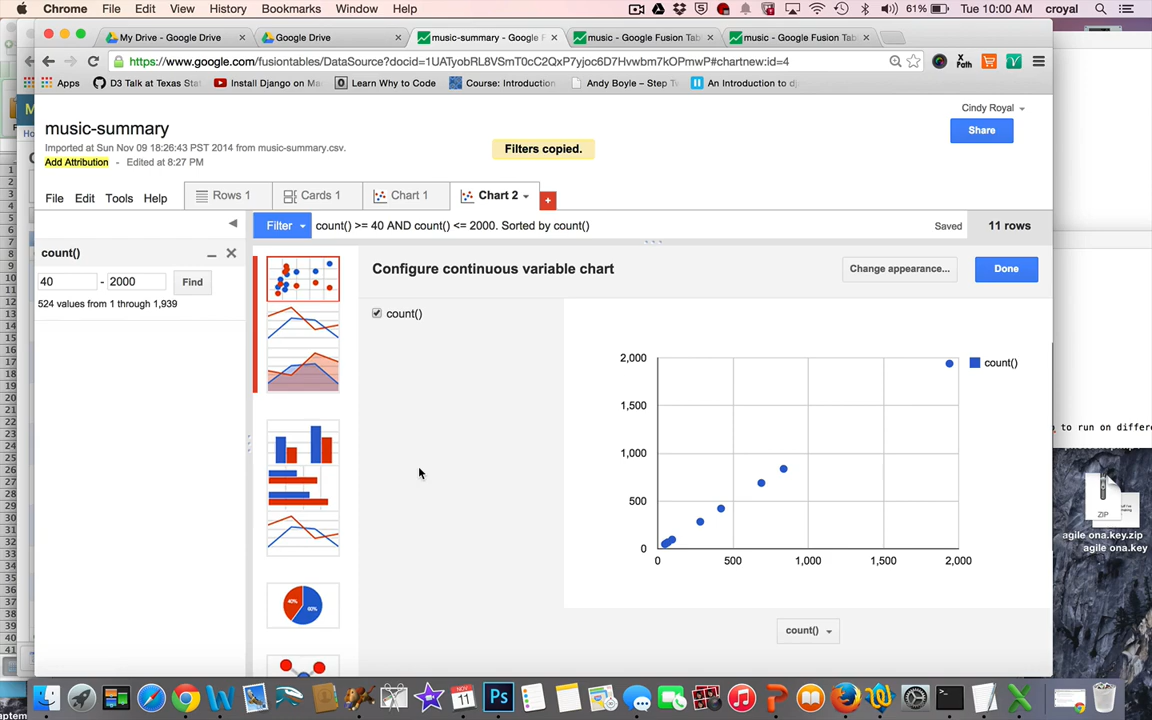 Chrome File Edit View History Bookmarks Window Help 61% Tue 10:00 AM croyal
My Drive - Google Drive
Google Drive
music-summary - Google F
music - Google Fusion Tab
music - Google Fusion Tab
https://www.google.com/fusiontables/DataSource?docid=1UATyobRL8VSmT0cC2QxP7yjoc6D7Hvwbm7kOPmwP#chartnew:id=4
Apps D3 Talk at Texas Stat Install Django on Ma Learn Why to Code Course: Introduction Andy Boyle – Step T An Introduction to dj
music-summary
Imported at Sun Nov 09 18:26:43 PST 2014 from music-summary.csv.
Add Attribution - Edited at 8:27 PM
Filters copied.
Cindy Royal
Share
File Edit Tools Help
Rows 1 Cards 1 Chart 1 Chart 2 +
Filter count() >= 40 AND count() <= 2000. Sorted by count() Saved 11 rows
count()
40 - 2000 Find
524 values from 1 through 1,939
Configure continuous variable chart
Change appearance...
Done
count()
2,000
1,500
1,000
500
0
0 500 1,000 1,500 2,000
count()
count()
40%
60%
to run on differe
ZIP
agile ona.key.zip
agile ona.key